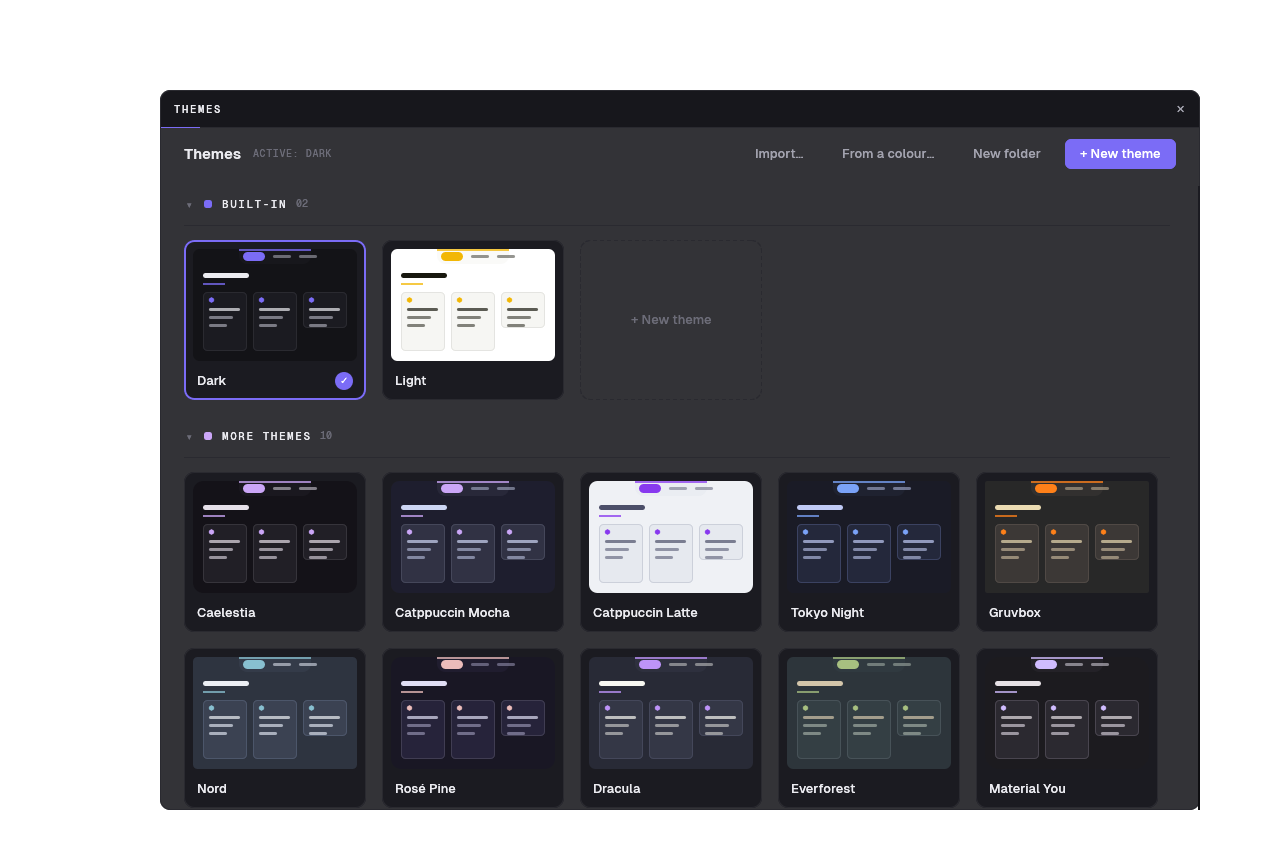 THEMES ×
Themes ACTIVE: DARK Import… From a colour… New folder + New theme
▾ BUILT-IN 02
+ New theme
Dark ✓ Light
▾ MORE THEMES 10
Caelestia Catppuccin Mocha Catppuccin Latte Tokyo Night Gruvbox
Nord Rosé Pine Dracula Everforest Material You